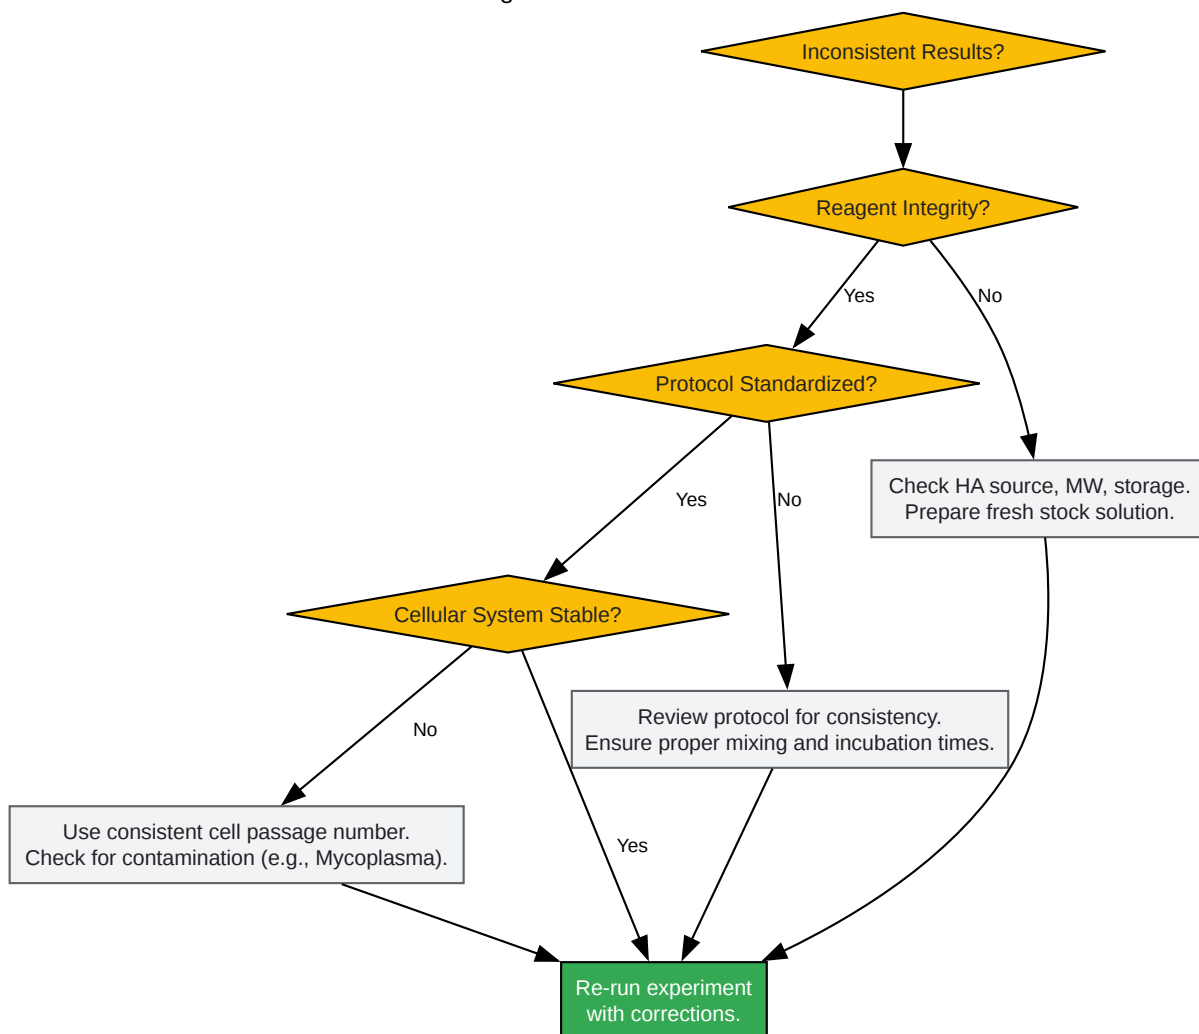 Inconsistent Results?
Reagent Integrity?
Yes
No
Protocol Standardized?
Check HA source, MW, storage.
Prepare fresh stock solution.
Yes
No
Cellular System Stable?
Review protocol for consistency.
Ensure proper mixing and incubation times.
No
Use consistent cell passage number.
Check for contamination (e.g., Mycoplasma).
Yes
Re-run experiment
with corrections.